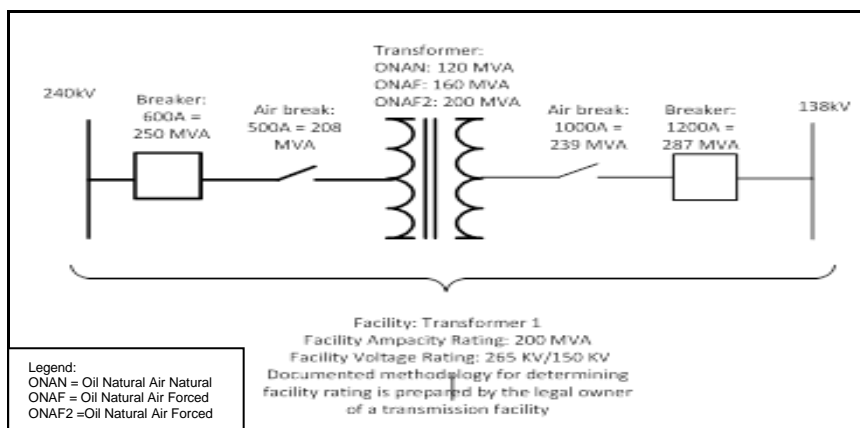 Transformer:
ONAN: 120 MVA
ONAF: 160 MVA
ONAF2: 200 MVA
240kV
Breaker:
600A =
250 MVA
Air break:
500A = 208
MVA
Air break:
1000A =
239 MVA
Breaker:
1200A =
287 MVA
138kV
Facility: Transformer 1
Facility Ampacity Rating: 200 MVA
Facility Voltage Rating: 265 KV/150 KV
Documented methodology for determining
facility rating is prepared by the legal owner
of a transmission facility
Legend:
ONAN = Oil Natural Air Natural
ONAF = Oil Natural Air Forced
ONAF2 =Oil Natural Air Forced